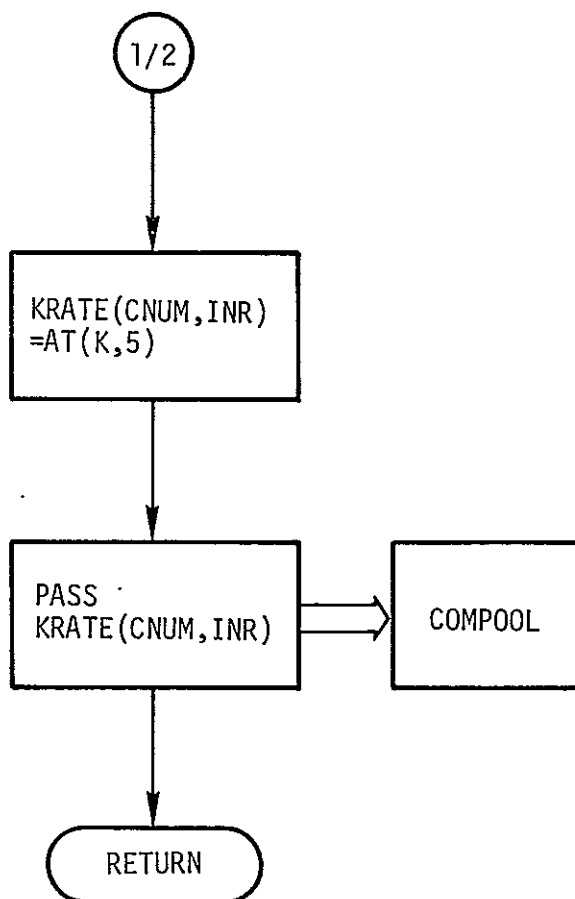 1/2
KRATE(CNUM,INR)
=AT(K,5)
PASS
KRATE(CNUM,INR)
COMPOOL
RETURN